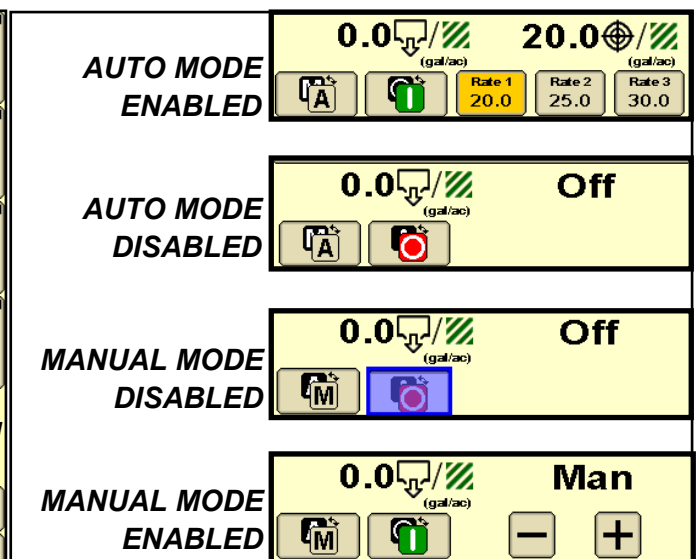 AUTO MODE
ENABLED
0.0 / (gal/ac)
20.0 / (gal/ac)
A
I
Rate 1
20.0
Rate 2
25.0
Rate 3
30.0
AUTO MODE
DISABLED
0.0 / (gal/ac)
Off
A
MANUAL MODE
DISABLED
0.0 / (gal/ac)
Off
M
MANUAL MODE
ENABLED
0.0 / (gal/ac)
Man
M
I
- +